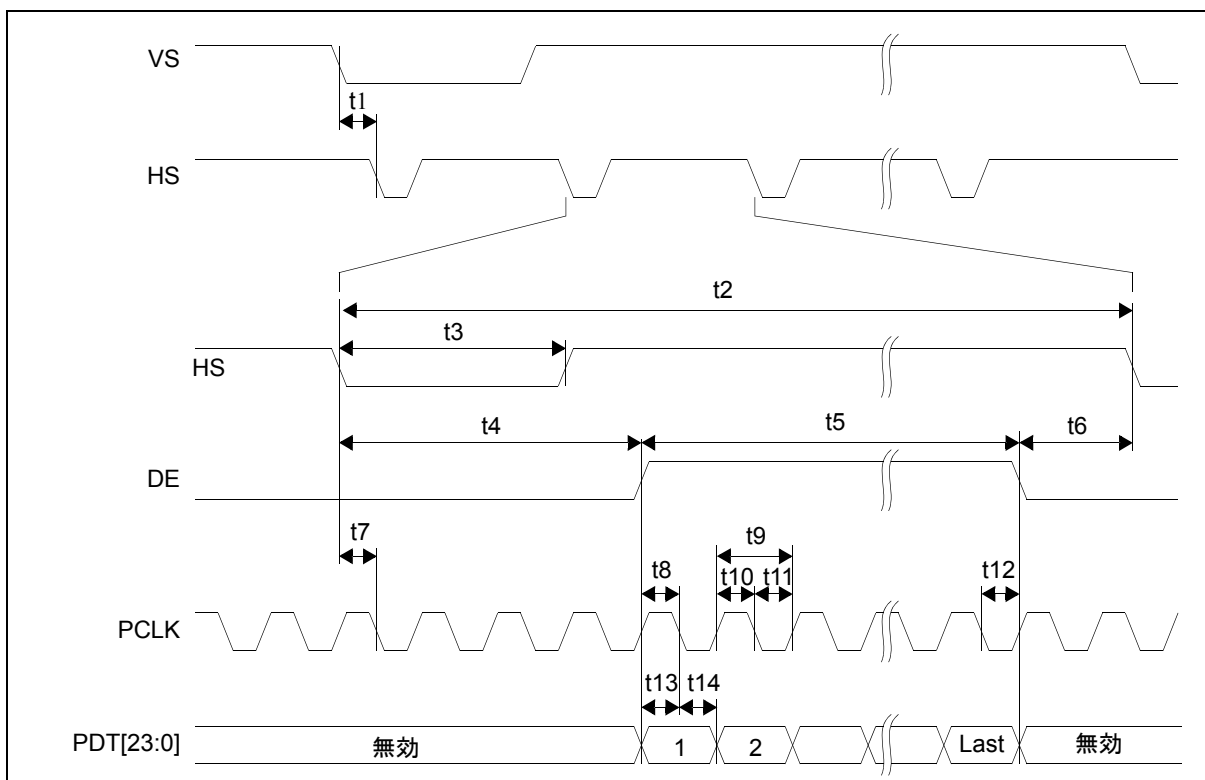 VS
t1
HS
t2
t3
HS
t4 t5 t6
DE
t7 t9
t8 t10 t11 t12
PCLK
t13 t14
PDT[23:0] 無効 1 2 Last 無効